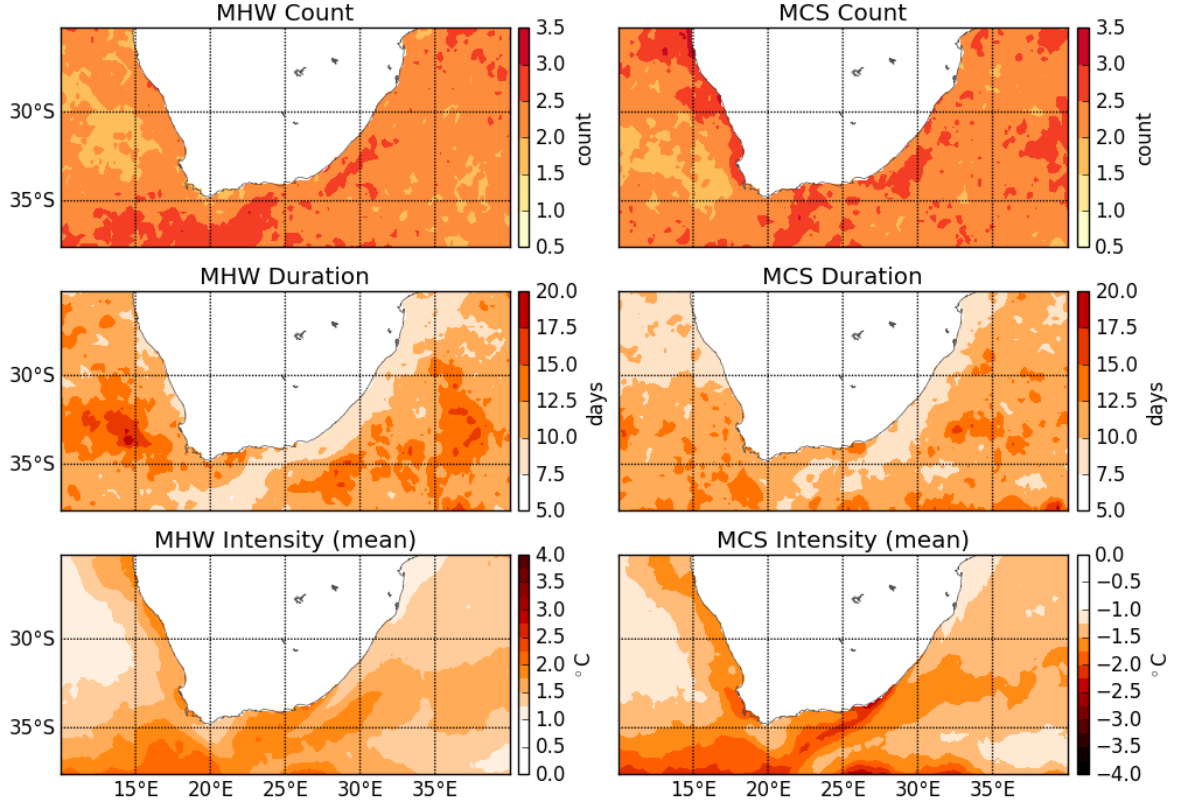 MHW Count
MCS Count
30°S
35°S
3.5
3.0
2.5
2.0
1.5
1.0
0.5
count
3.5
3.0
2.5
2.0
1.5
1.0
0.5
count
MHW Duration
MCS Duration
30°S
35°S
20.0
17.5
15.0
12.5
10.0
7.5
5.0
days
20.0
17.5
15.0
12.5
10.0
7.5
5.0
days
MHW Intensity (mean)
MCS Intensity (mean)
30°S
35°S
4.0
3.5
3.0
2.5
2.0
1.5
1.0
0.5
0.0
°C
0.0
−0.5
−1.0
−1.5
−2.0
−2.5
−3.0
−3.5
−4.0
°C
15°E 20°E 25°E 30°E 35°E
15°E 20°E 25°E 30°E 35°E